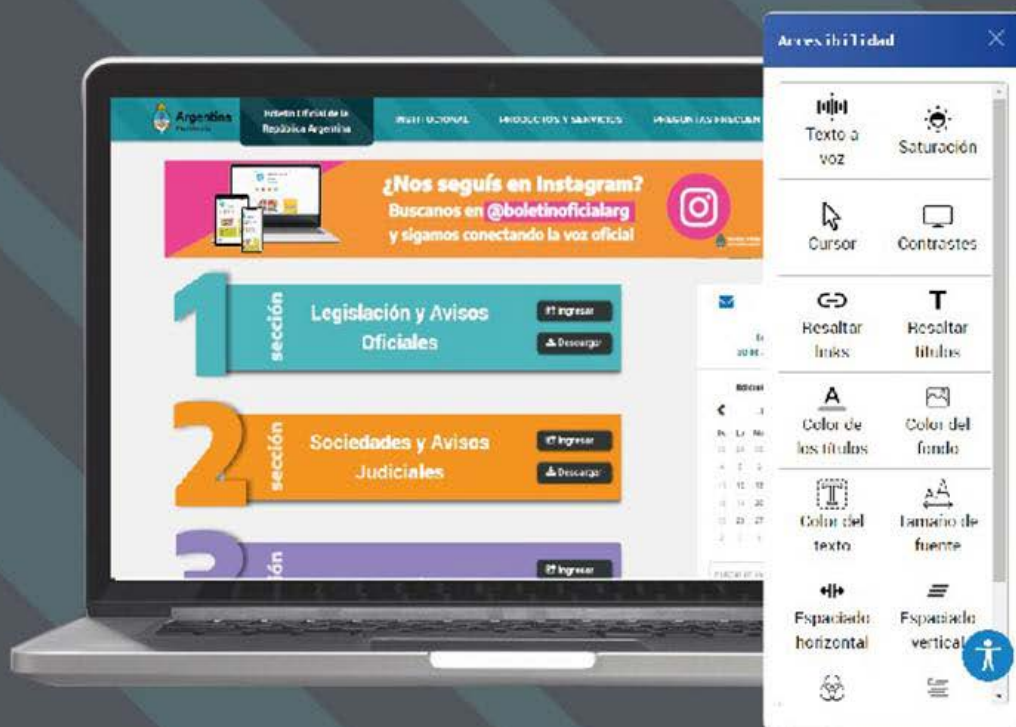 Accesibilidad
Texto a
voz
Saturación
Cursor
Contrastes
Resaltar
links
Resaltar
títulos
Color de
los títulos
Color del
fondo
Color del
texto
Tamaño de
fuente
Espaciado
horizontal
Espaciado
vertical
Argentina
Boletín Oficial de la
República Argentina
INSTITUCIONAL
PRODUCTOS Y SERVICIOS
PREGUNTAS FRECUEN
¿Nos seguís en Instagram?
Buscanos en @boletinoficialarg
y sigamos conectando la voz oficial
1
sección
Legislación y Avisos
Oficiales
Ingresar
Descargar
2
sección
Sociedades y Avisos
Judiciales
Ingresar
Descargar
3
Ingresar